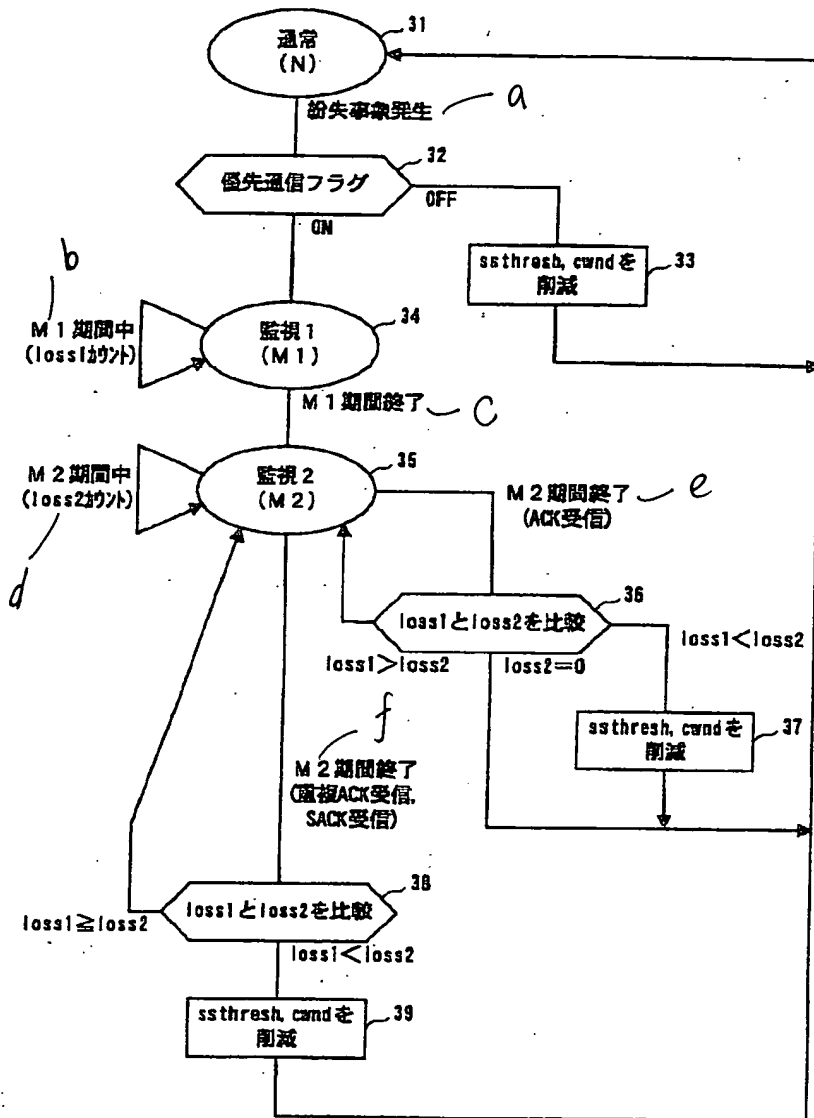 31
通常
(N)
紛失事象発生
a
32
優先通信フラグ
OFF
ON
ssthresh, cwndを
削減
33
b
M1期間中
(loss1カウント)
監視1
(M1)
34
M1期間終了
C
M2期間中
(loss2カウント)
d
監視2
(M2)
35
M2期間終了
(ACK受信)
e
loss1とloss2を比較
36
loss1>loss2
loss2=0
loss1<loss2
ssthresh, cwndを
削減
37
f
M2期間終了
(重複ACK受信,
SACK受信)
loss1とloss2を比較
38
loss1≧loss2
loss1<loss2
ssthresh, cwndを
削減
39